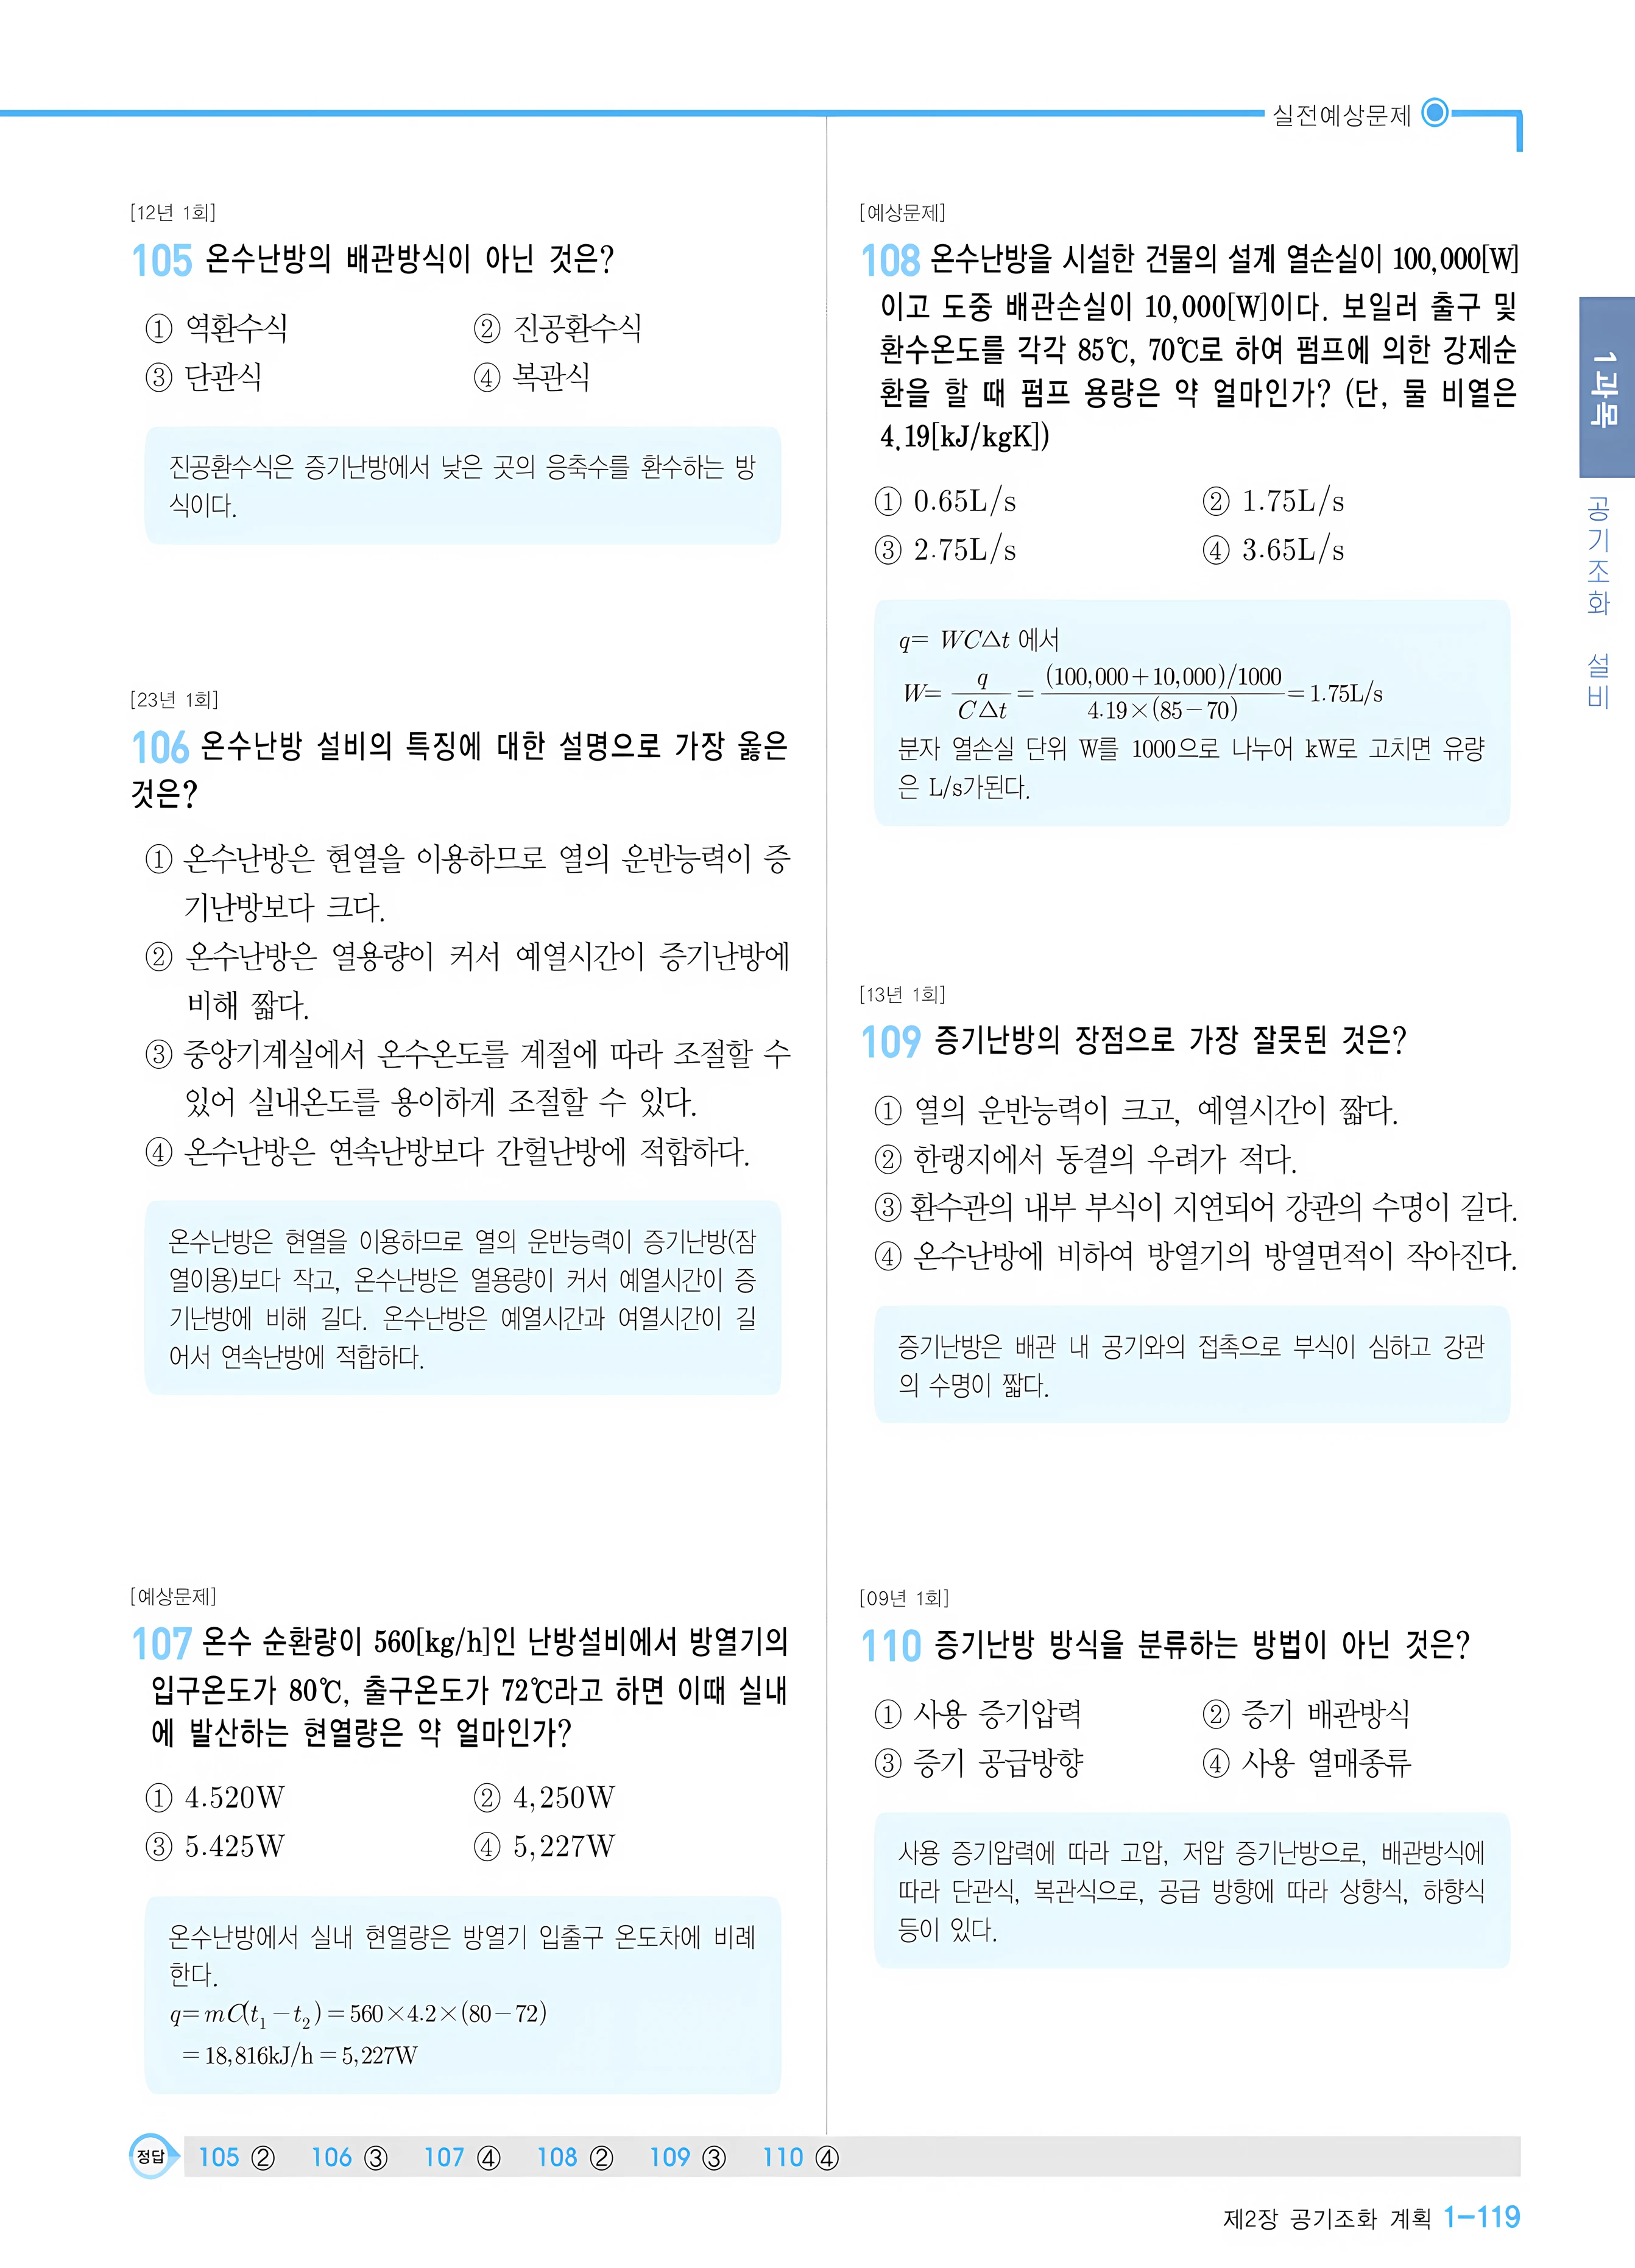 실전예상문제
[12년 1회]
105 온수난방의 배관방식이 아닌 것은?
① 역환수식 ② 진공환수식
③ 단관식 ④ 복관식
진공환수식은 증기난방에서 낮은 곳의 응축수를 환수하는 방
식이다.
[23년 1회]
106 온수난방 설비의 특징에 대한 설명으로 가장 옳은
것은?
① 온수난방은 현열을 이용하므로 열의 운반능력이 증
기난방보다 크다.
② 온수난방은 열용량이 커서 예열시간이 증기난방에
비해 짧다.
③ 중앙기계실에서 온수온도를 계절에 따라 조절할 수
있어 실내온도를 용이하게 조절할 수 있다.
④ 온수난방은 연속난방보다 간헐난방에 적합하다.
온수난방은 현열을 이용하므로 열의 운반능력이 증기난방(잠
열이용)보다 작고, 온수난방은 열용량이 커서 예열시간이 증
기난방에 비해 길다. 온수난방은 예열시간과 여열시간이 길
어서 연속난방에 적합하다.
[예상문제]
107 온수 순환량이 560[kg/h]인 난방설비에서 방열기의
입구온도가 80℃, 출구온도가 72℃라고 하면 이때 실내
에 발산하는 현열량은 약 얼마인가?
① 4.520W ② 4,250W
③ 5.425W ④ 5,227W
온수난방에서 실내 현열량은 방열기 입출구 온도차에 비례
한다.
q=mC(t₁−t₂)=560×4.2×(80−72)
=18,816kJ/h=5,227W
[예상문제]
108 온수난방을 시설한 건물의 설계 열손실이 100,000[W]
이고 도중 배관손실이 10,000[W]이다. 보일러 출구 및
환수온도를 각각 85℃, 70℃로 하여 펌프에 의한 강제순
환을 할 때 펌프 용량은 약 얼마인가? (단, 물 비열은
4.19[kJ/kgK])
① 0.65L/s ② 1.75L/s
③ 2.75L/s ④ 3.65L/s
q= WC△t 에서
W= q/C△t = (100,000+10,000)/1000 / 4.19×(85−70) =1.75L/s
분자 열손실 단위 W를 1000으로 나누어 kW로 고치면 유량
은 L/s가된다.
[13년 1회]
109 증기난방의 장점으로 가장 잘못된 것은?
① 열의 운반능력이 크고, 예열시간이 짧다.
② 한랭지에서 동결의 우려가 적다.
③ 환수관의 내부 부식이 지연되어 강관의 수명이 길다.
④ 온수난방에 비하여 방열기의 방열면적이 작아진다.
증기난방은 배관 내 공기와의 접촉으로 부식이 심하고 강관
의 수명이 짧다.
[09년 1회]
110 증기난방 방식을 분류하는 방법이 아닌 것은?
① 사용 증기압력 ② 증기 배관방식
③ 증기 공급방향 ④ 사용 열매종류
사용 증기압력에 따라 고압, 저압 증기난방으로, 배관방식에
따라 단관식, 복관식으로, 공급 방향에 따라 상향식, 하향식
등이 있다.
1과목
공기조화 설비
정답 105 ② 106 ③ 107 ④ 108 ② 109 ③ 110 ④
제2장 공기조화 계획 1-119